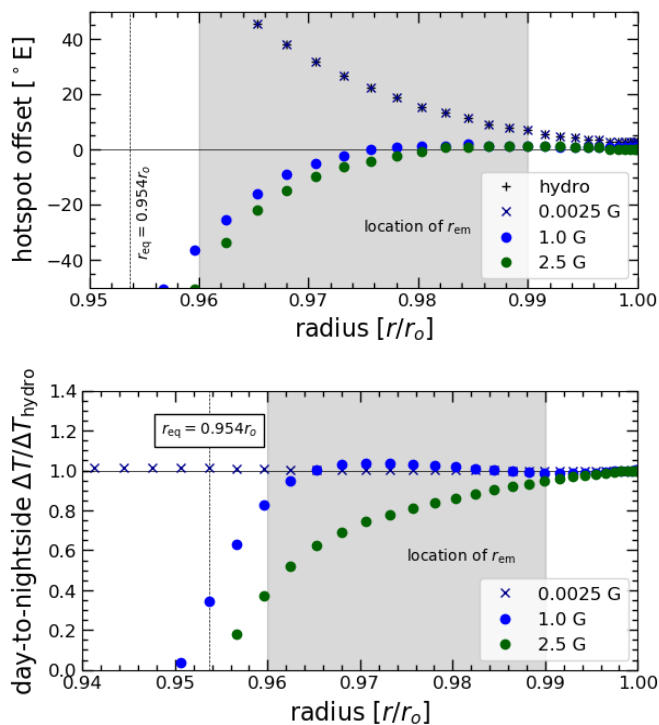 40
20
0
−20
−40
hotspot offset [°E]
r_eq = 0.954r_o
location of r_em
hydro
0.0025 G
1.0 G
2.5 G
0.95 0.96 0.97 0.98 0.99 1.00
radius [r/r_o]
1.4
1.2
1.0
0.8
0.6
0.4
0.2
0.0
day-to-nightside ΔT/ΔT_hydro
r_eq = 0.954r_o
location of r_em
0.0025 G
1.0 G
2.5 G
0.94 0.95 0.96 0.97 0.98 0.99 1.00
radius [r/r_o]